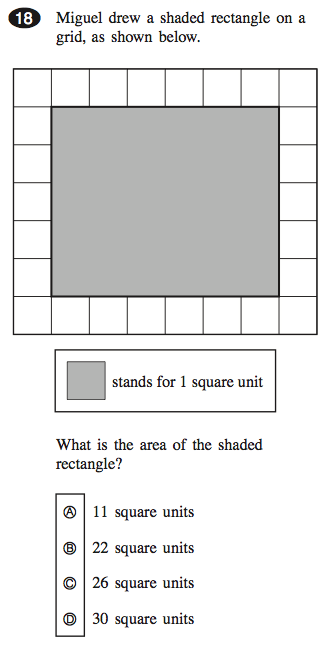 18 Miguel drew a shaded rectangle on a
grid, as shown below.
stands for 1 square unit
What is the area of the shaded
rectangle?
A 11 square units
B 22 square units
C 26 square units
D 30 square units